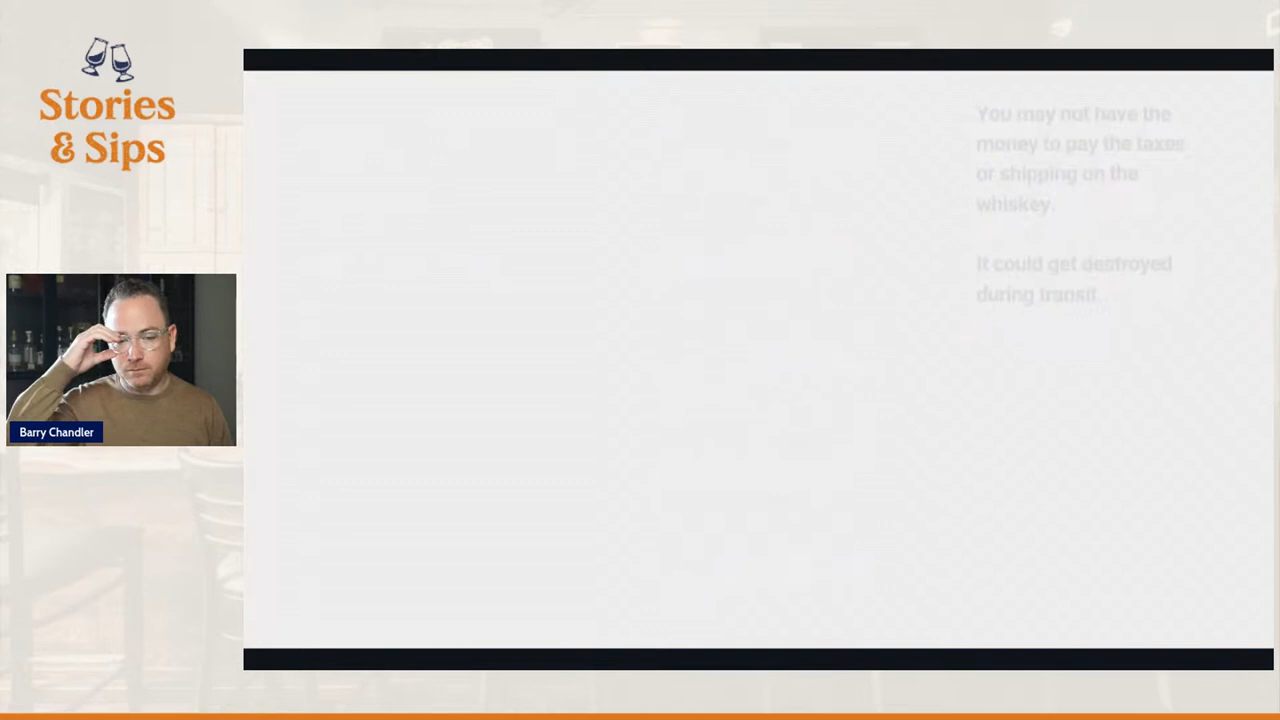 Stories
& Sips
You may not have the
money to pay the taxes
or shipping on the
whiskey.
It could get destroyed
during transit.
Barry Chandler